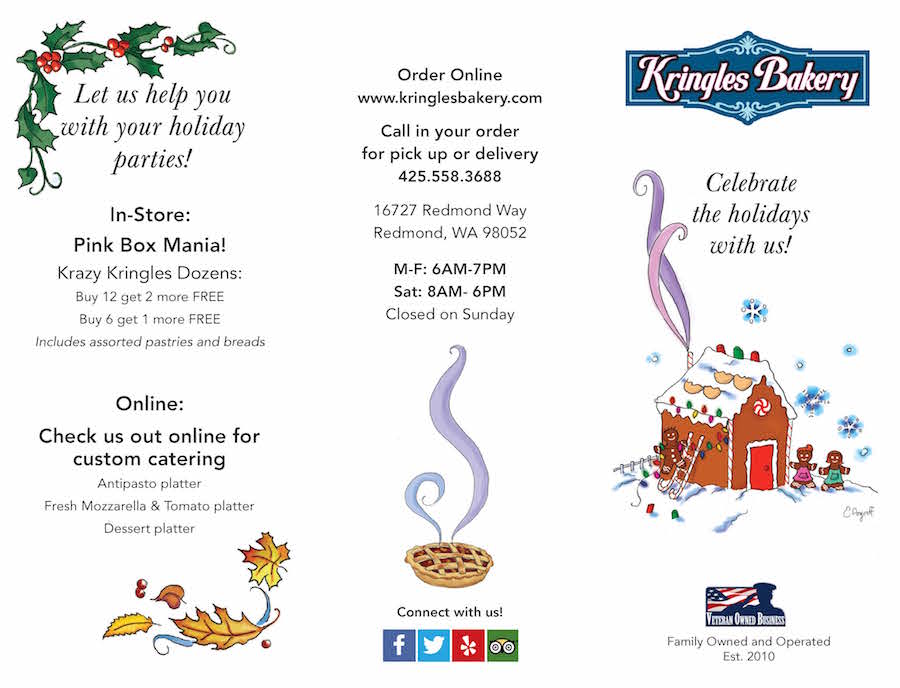 Let us help you
with your holiday
parties!
In-Store:
Pink Box Mania!
Krazy Kringles Dozens:
Buy 12 get 2 more FREE
Buy 6 get 1 more FREE
Includes assorted pastries and breads
Online:
Check us out online for
custom catering
Antipasto platter
Fresh Mozzarella & Tomato platter
Dessert platter
Order Online
www.kringlesbakery.com
Call in your order
for pick up or delivery
425.558.3688
16727 Redmond Way
Redmond, WA 98052
M-F: 6AM-7PM
Sat: 8AM- 6PM
Closed on Sunday
Connect with us!
Kringles Bakery
Celebrate
the holidays
with us!
VETERAN OWNED BUSINESS
Family Owned and Operated
Est. 2010